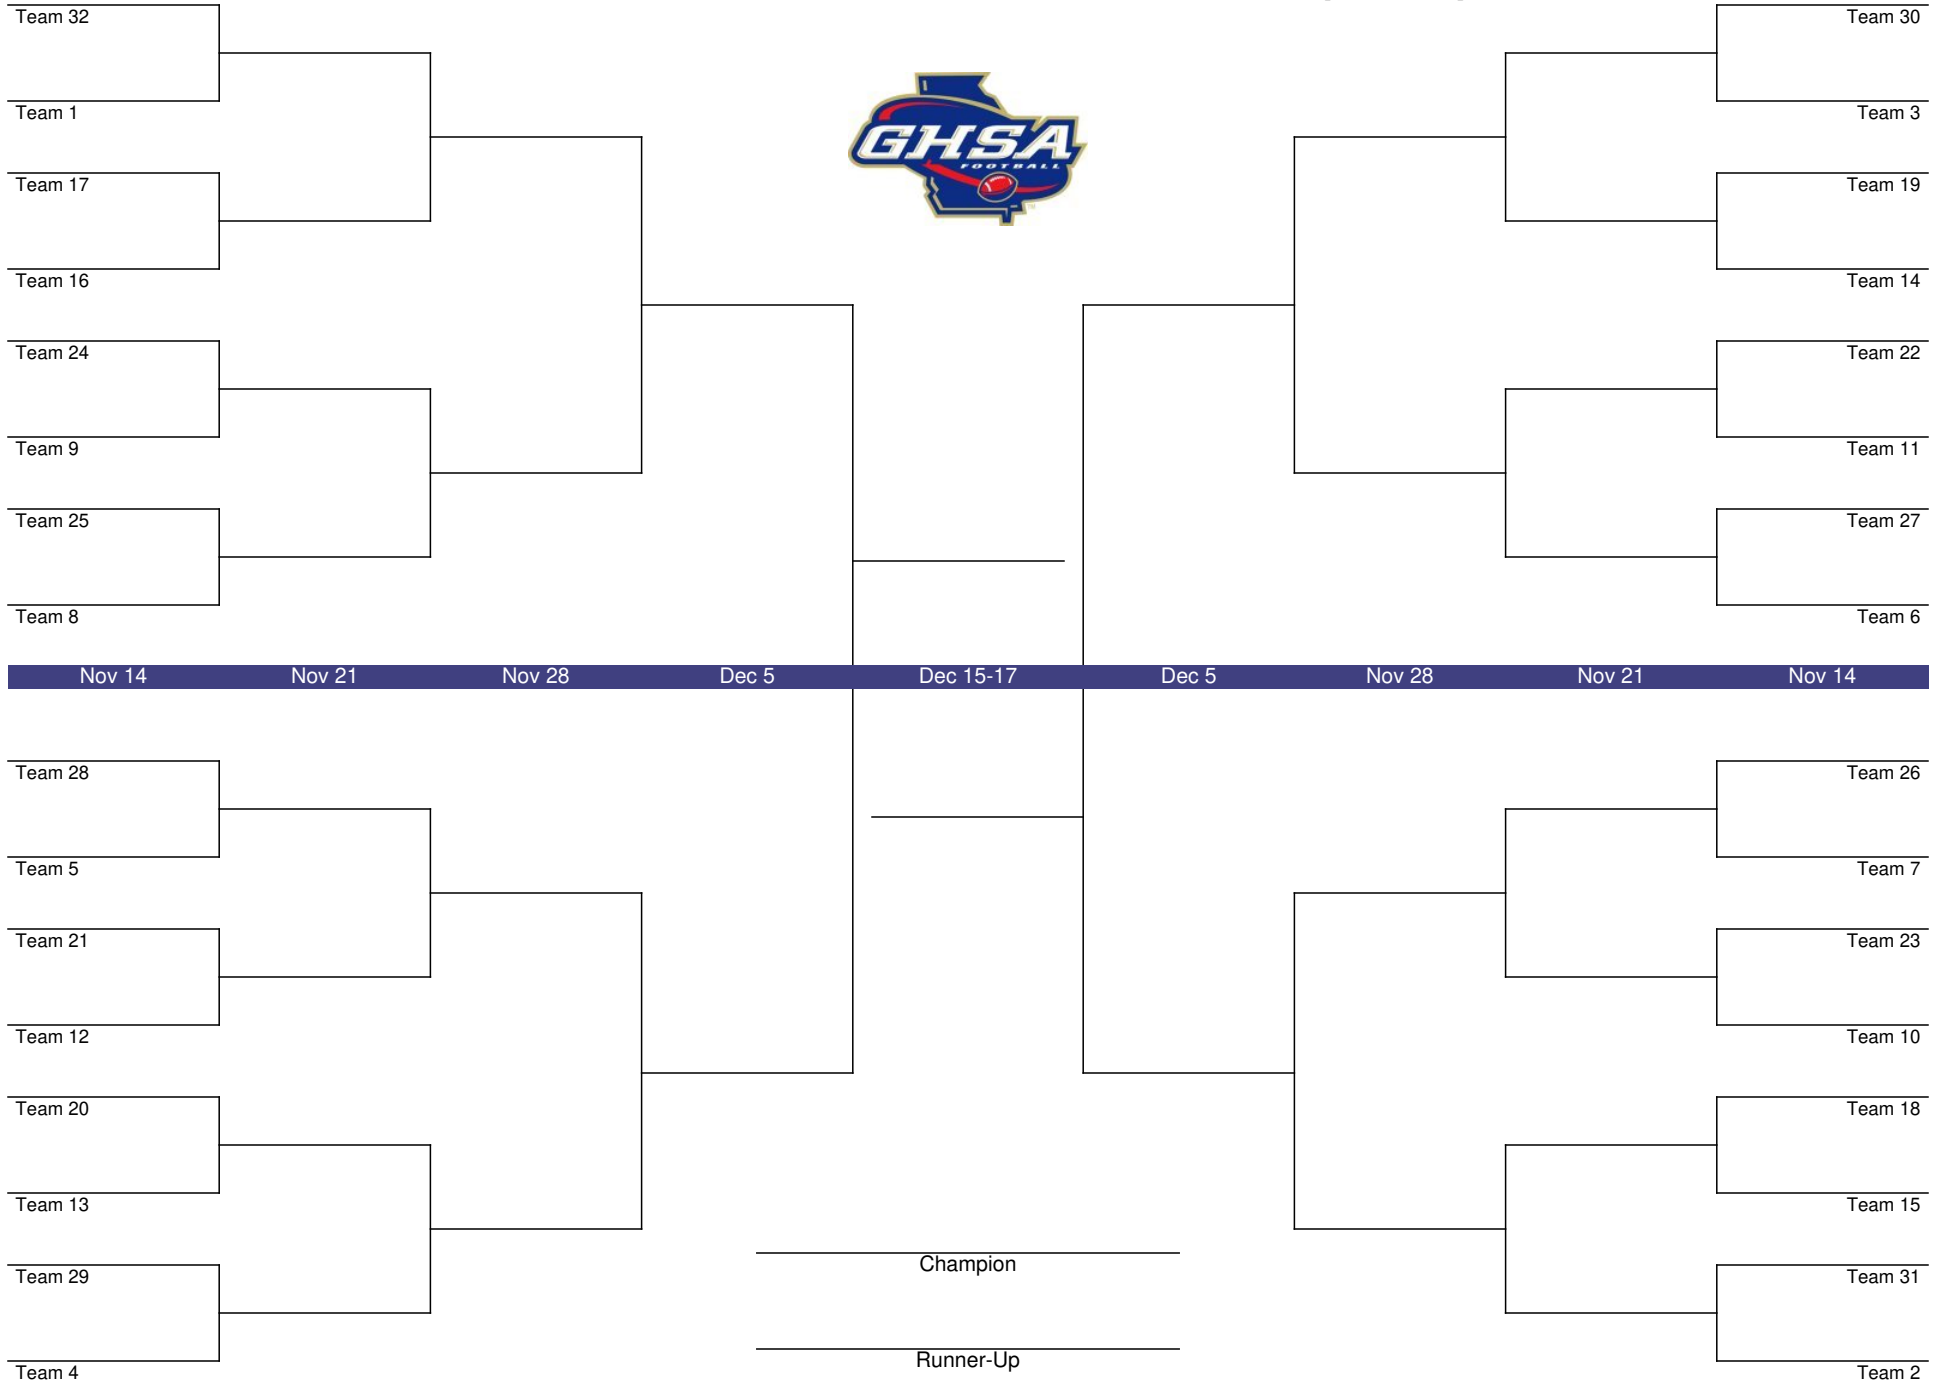 Team 32
Team 1
Team 17
Team 16
Team 24
Team 9
Team 25
Team 8
GHSA
FOOTBALL
Team 30
Team 3
Team 19
Team 14
Team 22
Team 11
Team 27
Team 6
Nov 14 Nov 21 Nov 28 Dec 5 Dec 15-17 Dec 5 Nov 28 Nov 21 Nov 14
Team 28
Team 5
Team 21
Team 12
Team 20
Team 13
Team 29
Team 4
Champion
Runner-Up
Team 26
Team 7
Team 23
Team 10
Team 18
Team 15
Team 31
Team 2